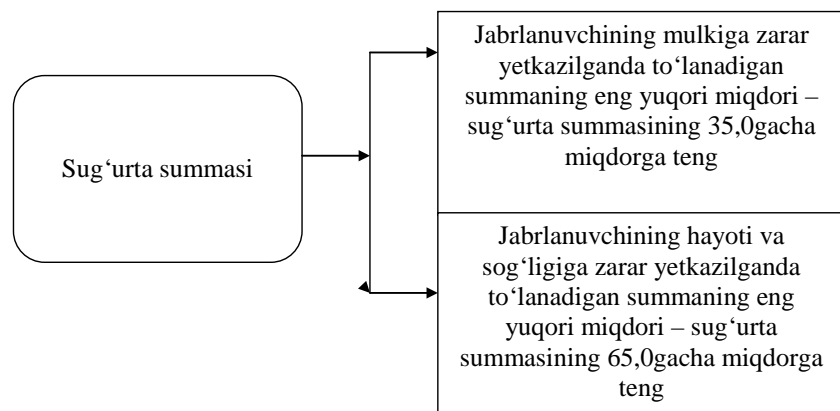 Sug‘urta summasi
Jabrlanuvchining mulkiga zarar
yetkazilganda to‘lanadigan
summaning eng yuqori miqdori –
sug‘urta summasining 35,0gacha
miqdorga teng
Jabrlanuvchining hayoti va
sog‘ligiga zarar yetkazilganda
to‘lanadigan summaning eng
yuqori miqdori – sug‘urta
summasining 65,0gacha miqdorga
teng